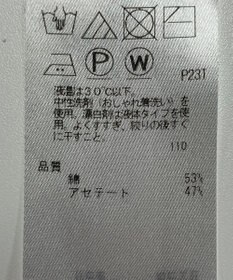 P W
P231
液温は30℃以下。
中性洗剤(おしゃれ着洗い)を
使用。漂白剤は液体タイプを使
用。よくすすぎ、絞りの後すぐ
に干すこと。
110
品質
綿 53%
アセテート 47%